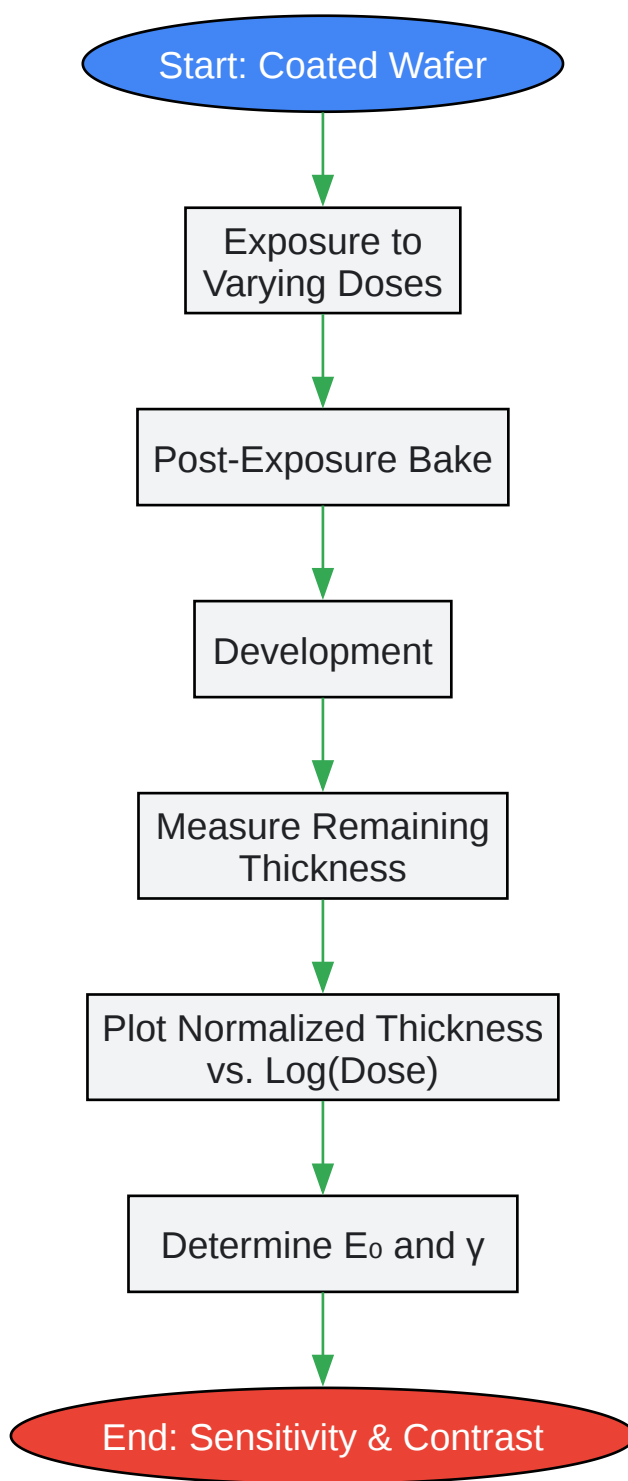 Start: Coated Wafer
Exposure to
Varying Doses
Post-Exposure Bake
Development
Measure Remaining
Thickness
Plot Normalized Thickness
vs. Log(Dose)
Determine E₀ and γ
End: Sensitivity & Contrast